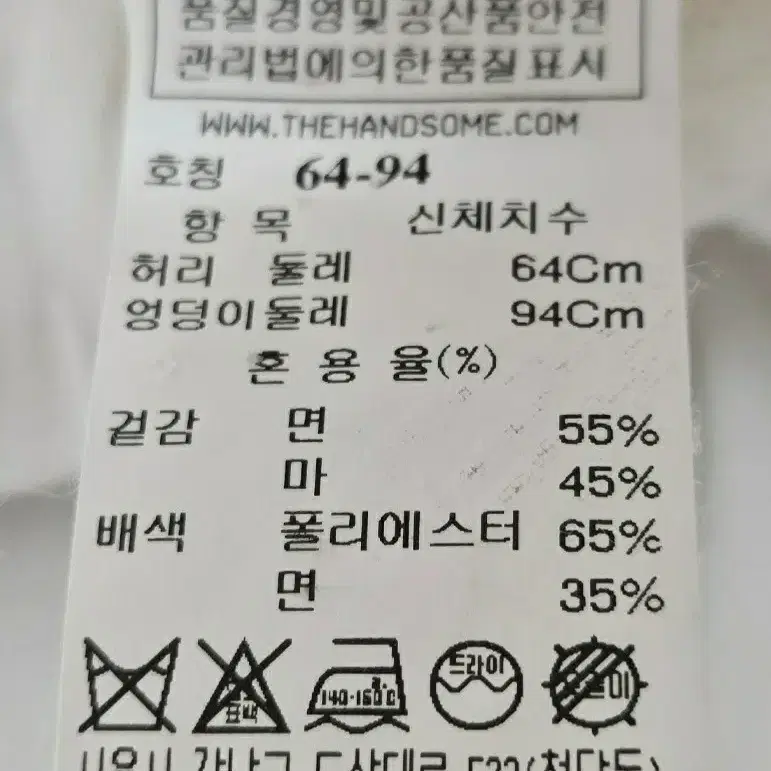 품질경영및공산품안전
관리법에의한품질표시
WWW.THEHANDSOME.COM
호칭 64-94
항 목 신체치수
허리 둘레 64Cm
엉덩이둘레 94Cm
혼 용 율(%)
겉감 면 55%
마 45%
배색 폴리에스터 65%
면 35%
표백 140-160℃ 드라이 옷걸이